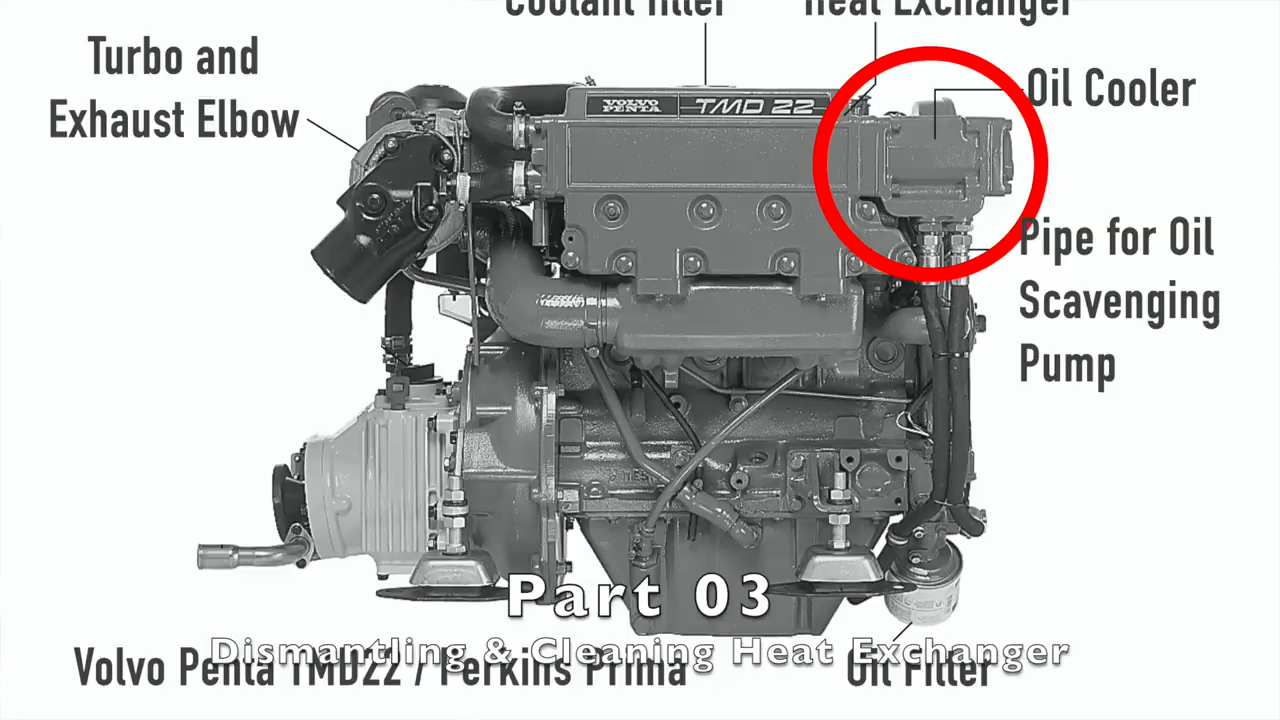 Coolant filter
Heat Exchanger
Turbo and
Exhaust Elbow
VOLVO
PENTA
TMD 22
Oil Cooler
Pipe for Oil
Scavenging
Pump
Part 03
Dismantling & Cleaning Heat Exchanger
Volvo Penta TMD22 / Perkins Prima
Oil Filter